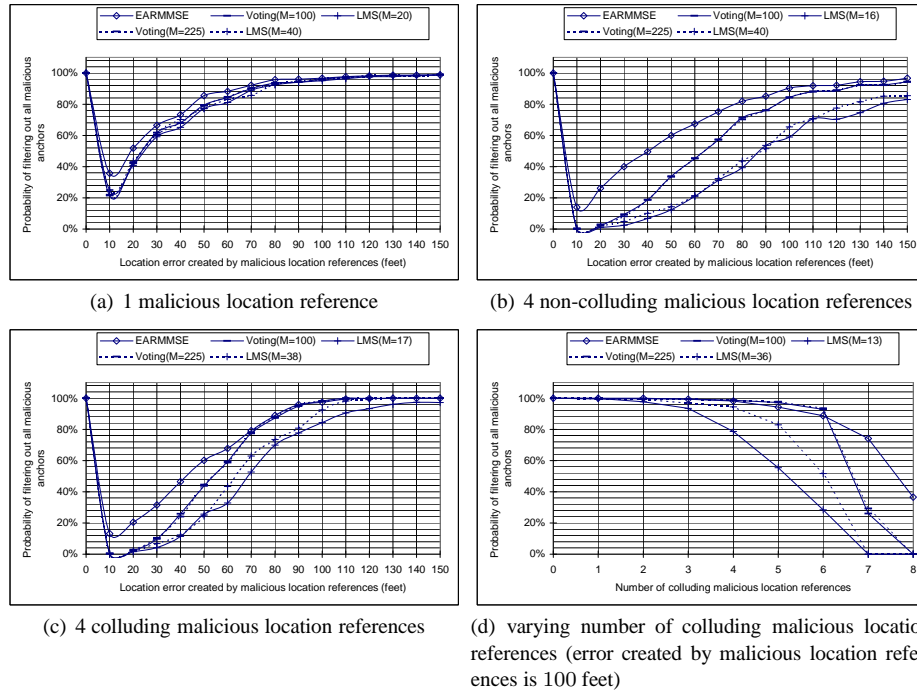 EARMMSE Voting(M=100) LMS(M=20)
Voting(M=225) LMS(M=40)
Probability of filtering out all malicious
anchors
100%
80%
60%
40%
20%
0%
0 10 20 30 40 50 60 70 80 90 100 110 120 130 140 150
Location error created by malicious location references (feet)
(a) 1 malicious location reference
EARMMSE Voting(M=100) LMS(M=16)
Voting(M=225) LMS(M=40)
Probability of filtering out all malicious
anchors
100%
80%
60%
40%
20%
0%
0 10 20 30 40 50 60 70 80 90 100 110 120 130 140 150
Location error created by malicious location references (feet)
(b) 4 non-colluding malicious location references
EARMMSE Voting(M=100) LMS(M=17)
Voting(M=225) LMS(M=38)
Probability of filtering out all malicious
anchors
100%
80%
60%
40%
20%
0%
0 10 20 30 40 50 60 70 80 90 100 110 120 130 140 150
Location error created by malicious location references (feet)
(c) 4 colluding malicious location references
EARMMSE Voting(M=100) LMS(M=13)
Voting(M=225) LMS(M=36)
Probability of filtering out all malicious
anchors
100%
80%
60%
40%
20%
0%
0 1 2 3 4 5 6 7 8
Number of colluding malicious location references
(d) varying number of colluding malicious locatio
references (error created by malicious location refe
ences is 100 feet)